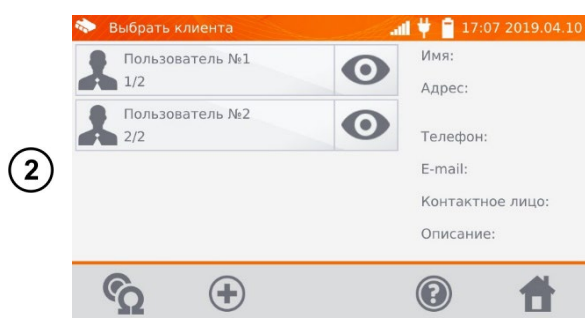 Выбрать клиента
17:07 2019.04.10
Пользователь №1
1/2
Пользователь №2
2/2
Имя:
Адрес:
Телефон:
E-mail:
Контактное лицо:
Описание:
2